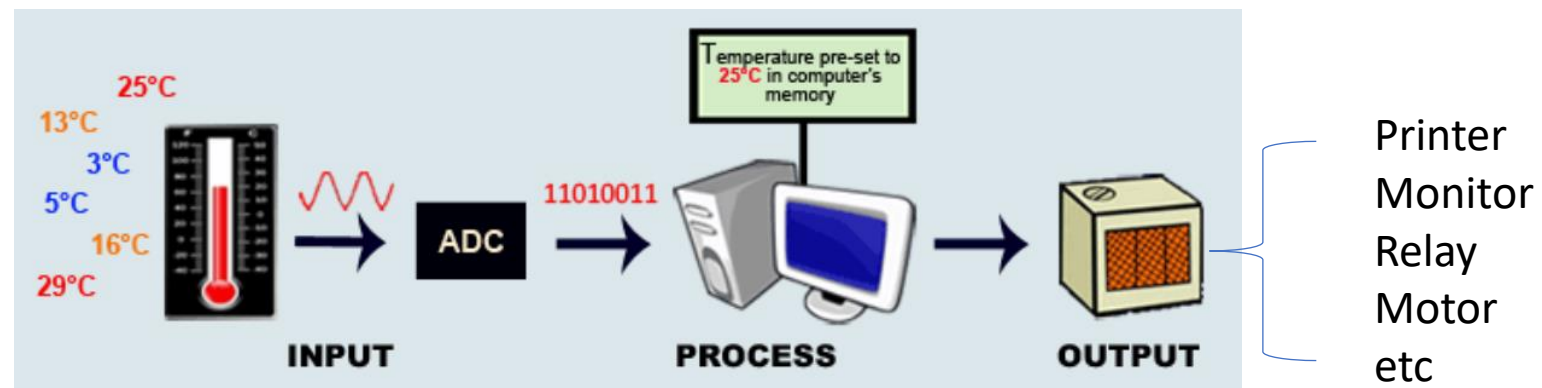 Temperature pre-set to
25°C in computer's
memory
25°C
13°C
3°C
5°C
16°C
29°C
11010011
ADC
INPUT
PROCESS
OUTPUT
Printer
Monitor
Relay
Motor
etc